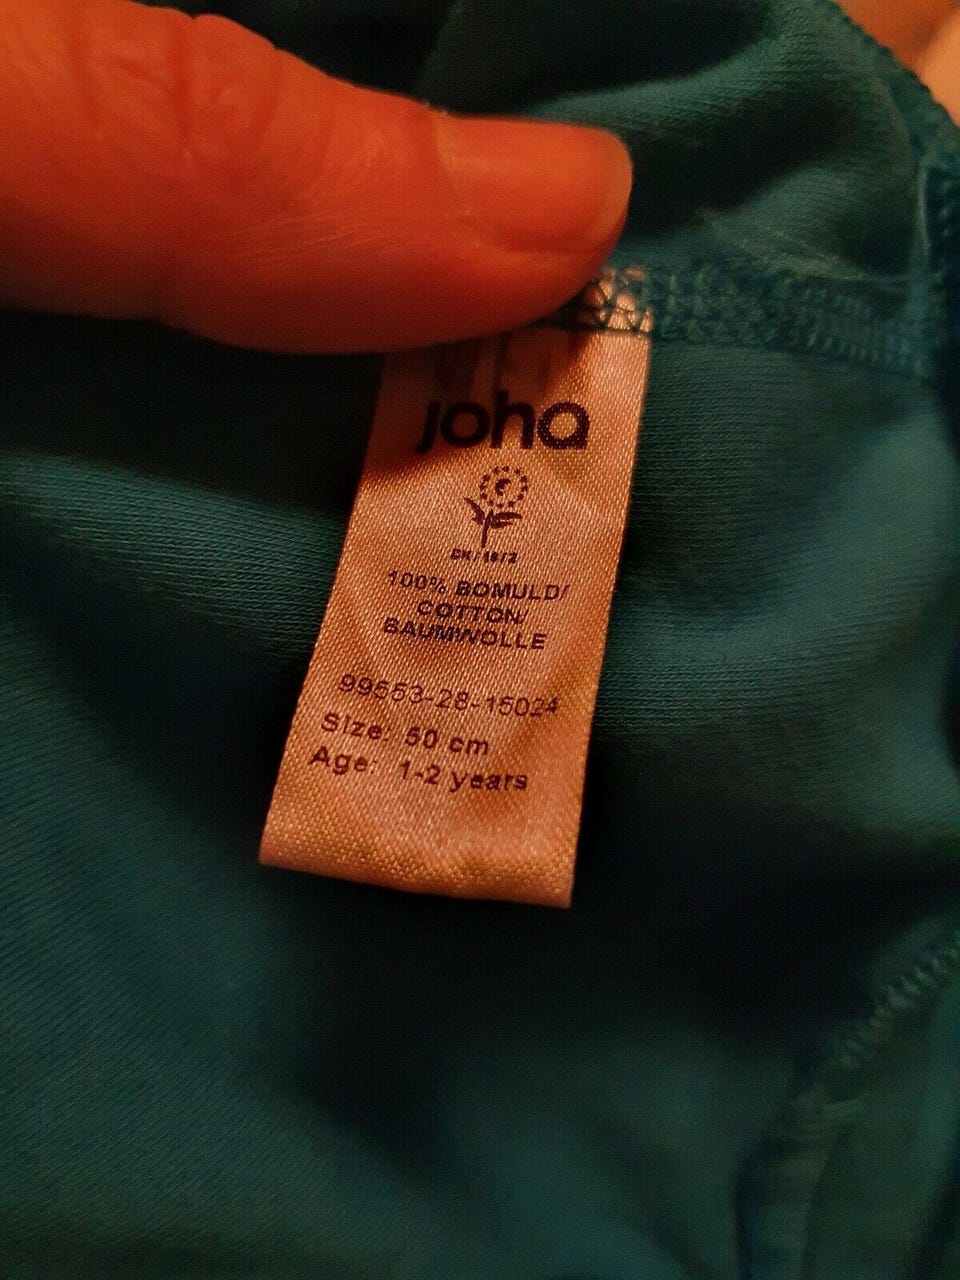 joha
100% BOMULD/
COTTON/
BAUMWOLLE
99553-28-15024
Size: 50 cm
Age: 1-2 years